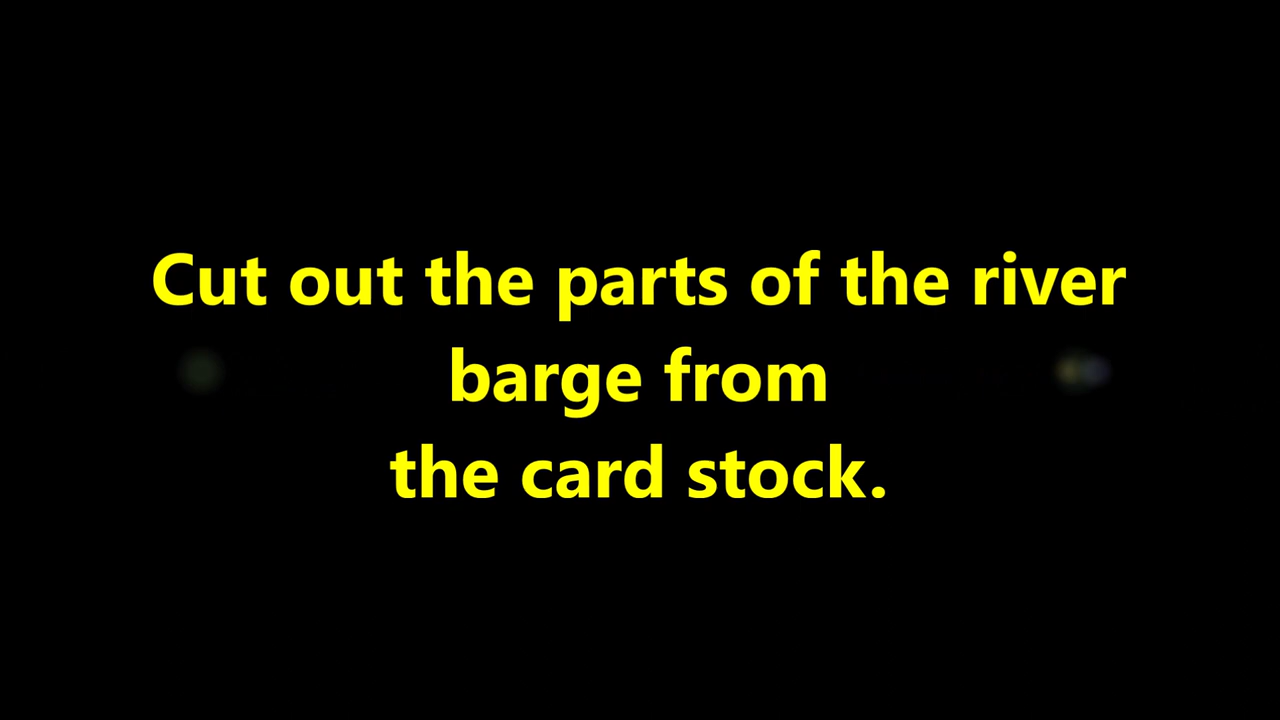 Cut out the parts of the river
barge from
the card stock.